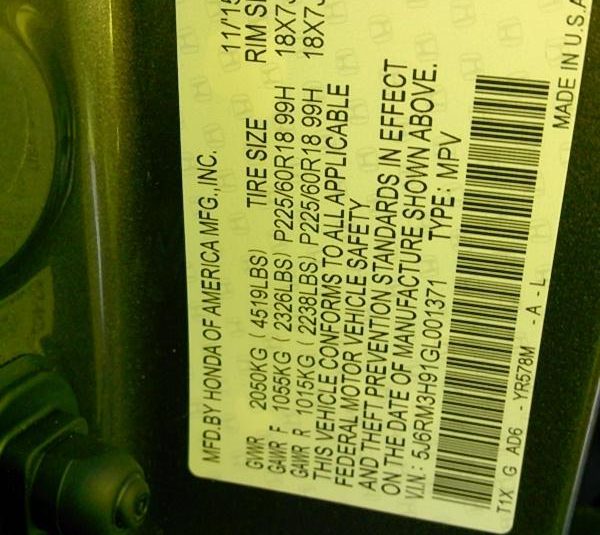 MFD.BY HONDA OF AMERICA MFG.,INC. 11/15
GVWR 2050KG ( 4519LBS) TIRE SIZE RIM SI
GAWR F 1055KG ( 2326LBS) P225/60R18 99H 18X7
GAWR R 1015KG ( 2238LBS) P225/60R18 99H 18X7
THIS VEHICLE CONFORMS TO ALL APPLICABLE
FEDERAL MOTOR VEHICLE SAFETY
AND THEFT PREVENTION STANDARDS IN EFFECT
ON THE DATE OF MANUFACTURE SHOWN ABOVE.
V.I.N.: 5J6RM3H91GL001371 TYPE: MPV
T1X G AD6 - YR578M - A - L MADE IN U.S.A